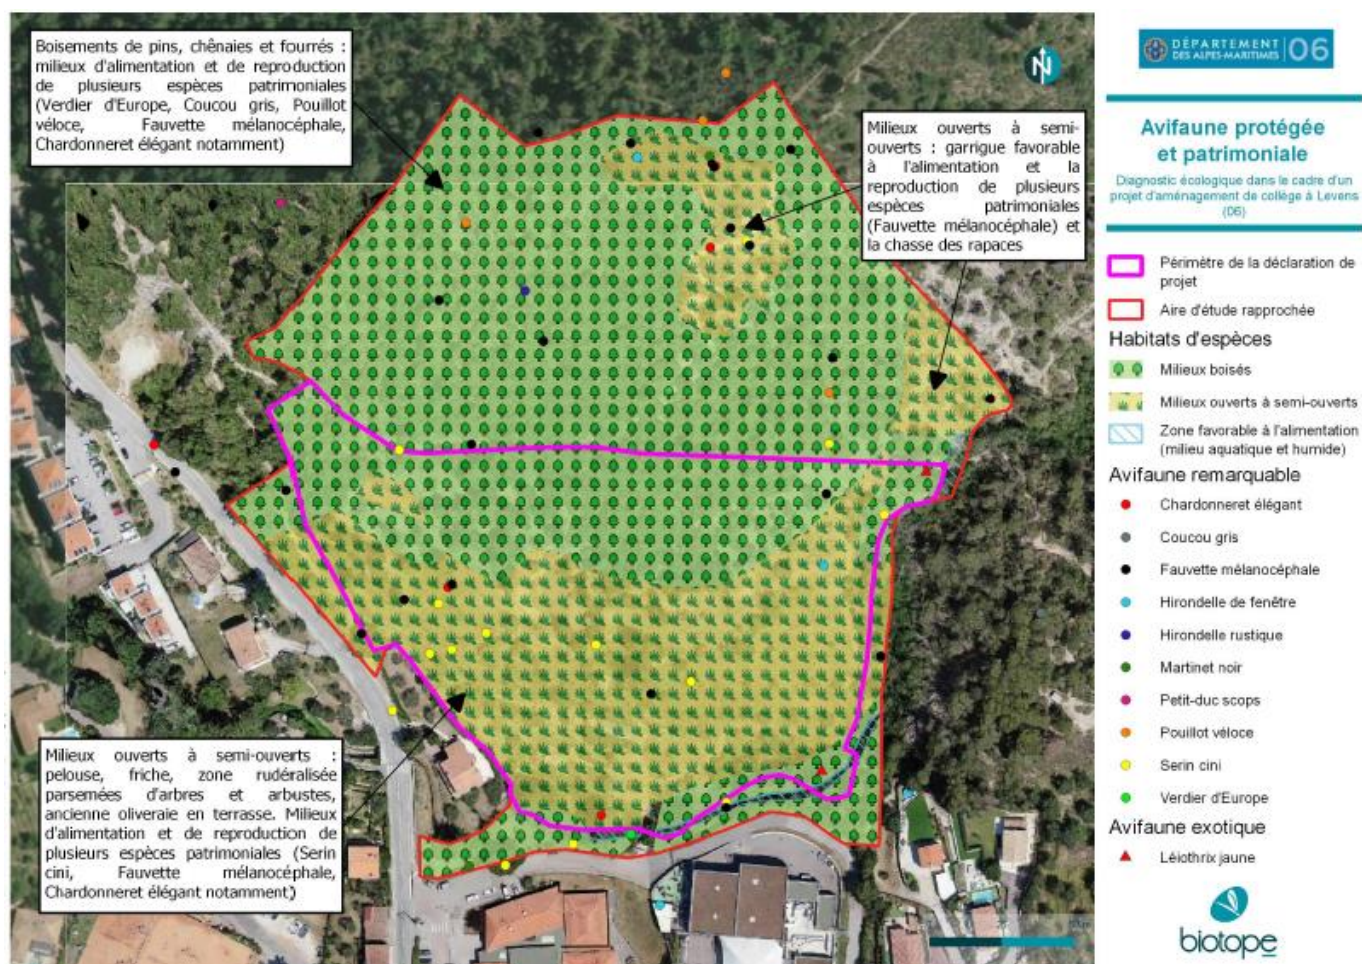 Boisements de pins, chênaies et fourrés :
milieux d'alimentation et de reproduction
de plusieurs espèces patrimoniales
(Verdier d'Europe, Coucou gris, Pouillot
véloce, Fauvette mélanocéphale,
Chardonneret élégant notamment)
N
Milieux ouverts à semi-
ouverts : garrigue favorable
à l'alimentation et la
reproduction de plusieurs
espèces patrimoniales
(Fauvette mélanocéphale) et
la chasse des rapaces
Milieux ouverts à semi-ouverts :
pelouse, friche, zone rudéralisée
parsemées d'arbres et arbustes,
ancienne oliveraie en terrasse. Milieux
d'alimentation et de reproduction de
plusieurs espèces patrimoniales (Serin
cini, Fauvette mélanocéphale,
Chardonneret élégant notamment)
DÉPARTEMENT
DES ALPES-MARITIMES
06
Avifaune protégée
et patrimoniale
Diagnostic écologique dans le cadre d'un
projet d'aménagement de collège à Levens
(06)
Périmètre de la déclaration de
projet
Aire d'étude rapprochée
Habitats d'espèces
Milieux boisés
Milieux ouverts à semi-ouverts
Zone favorable à l'alimentation
(milieu aquatique et humide)
Avifaune remarquable
Chardonneret élégant
Coucou gris
Fauvette mélanocéphale
Hirondelle de fenêtre
Hirondelle rustique
Martinet noir
Petit-duc scops
Pouillot véloce
Serin cini
Verdier d'Europe
Avifaune exotique
Léiothrix jaune
biotope